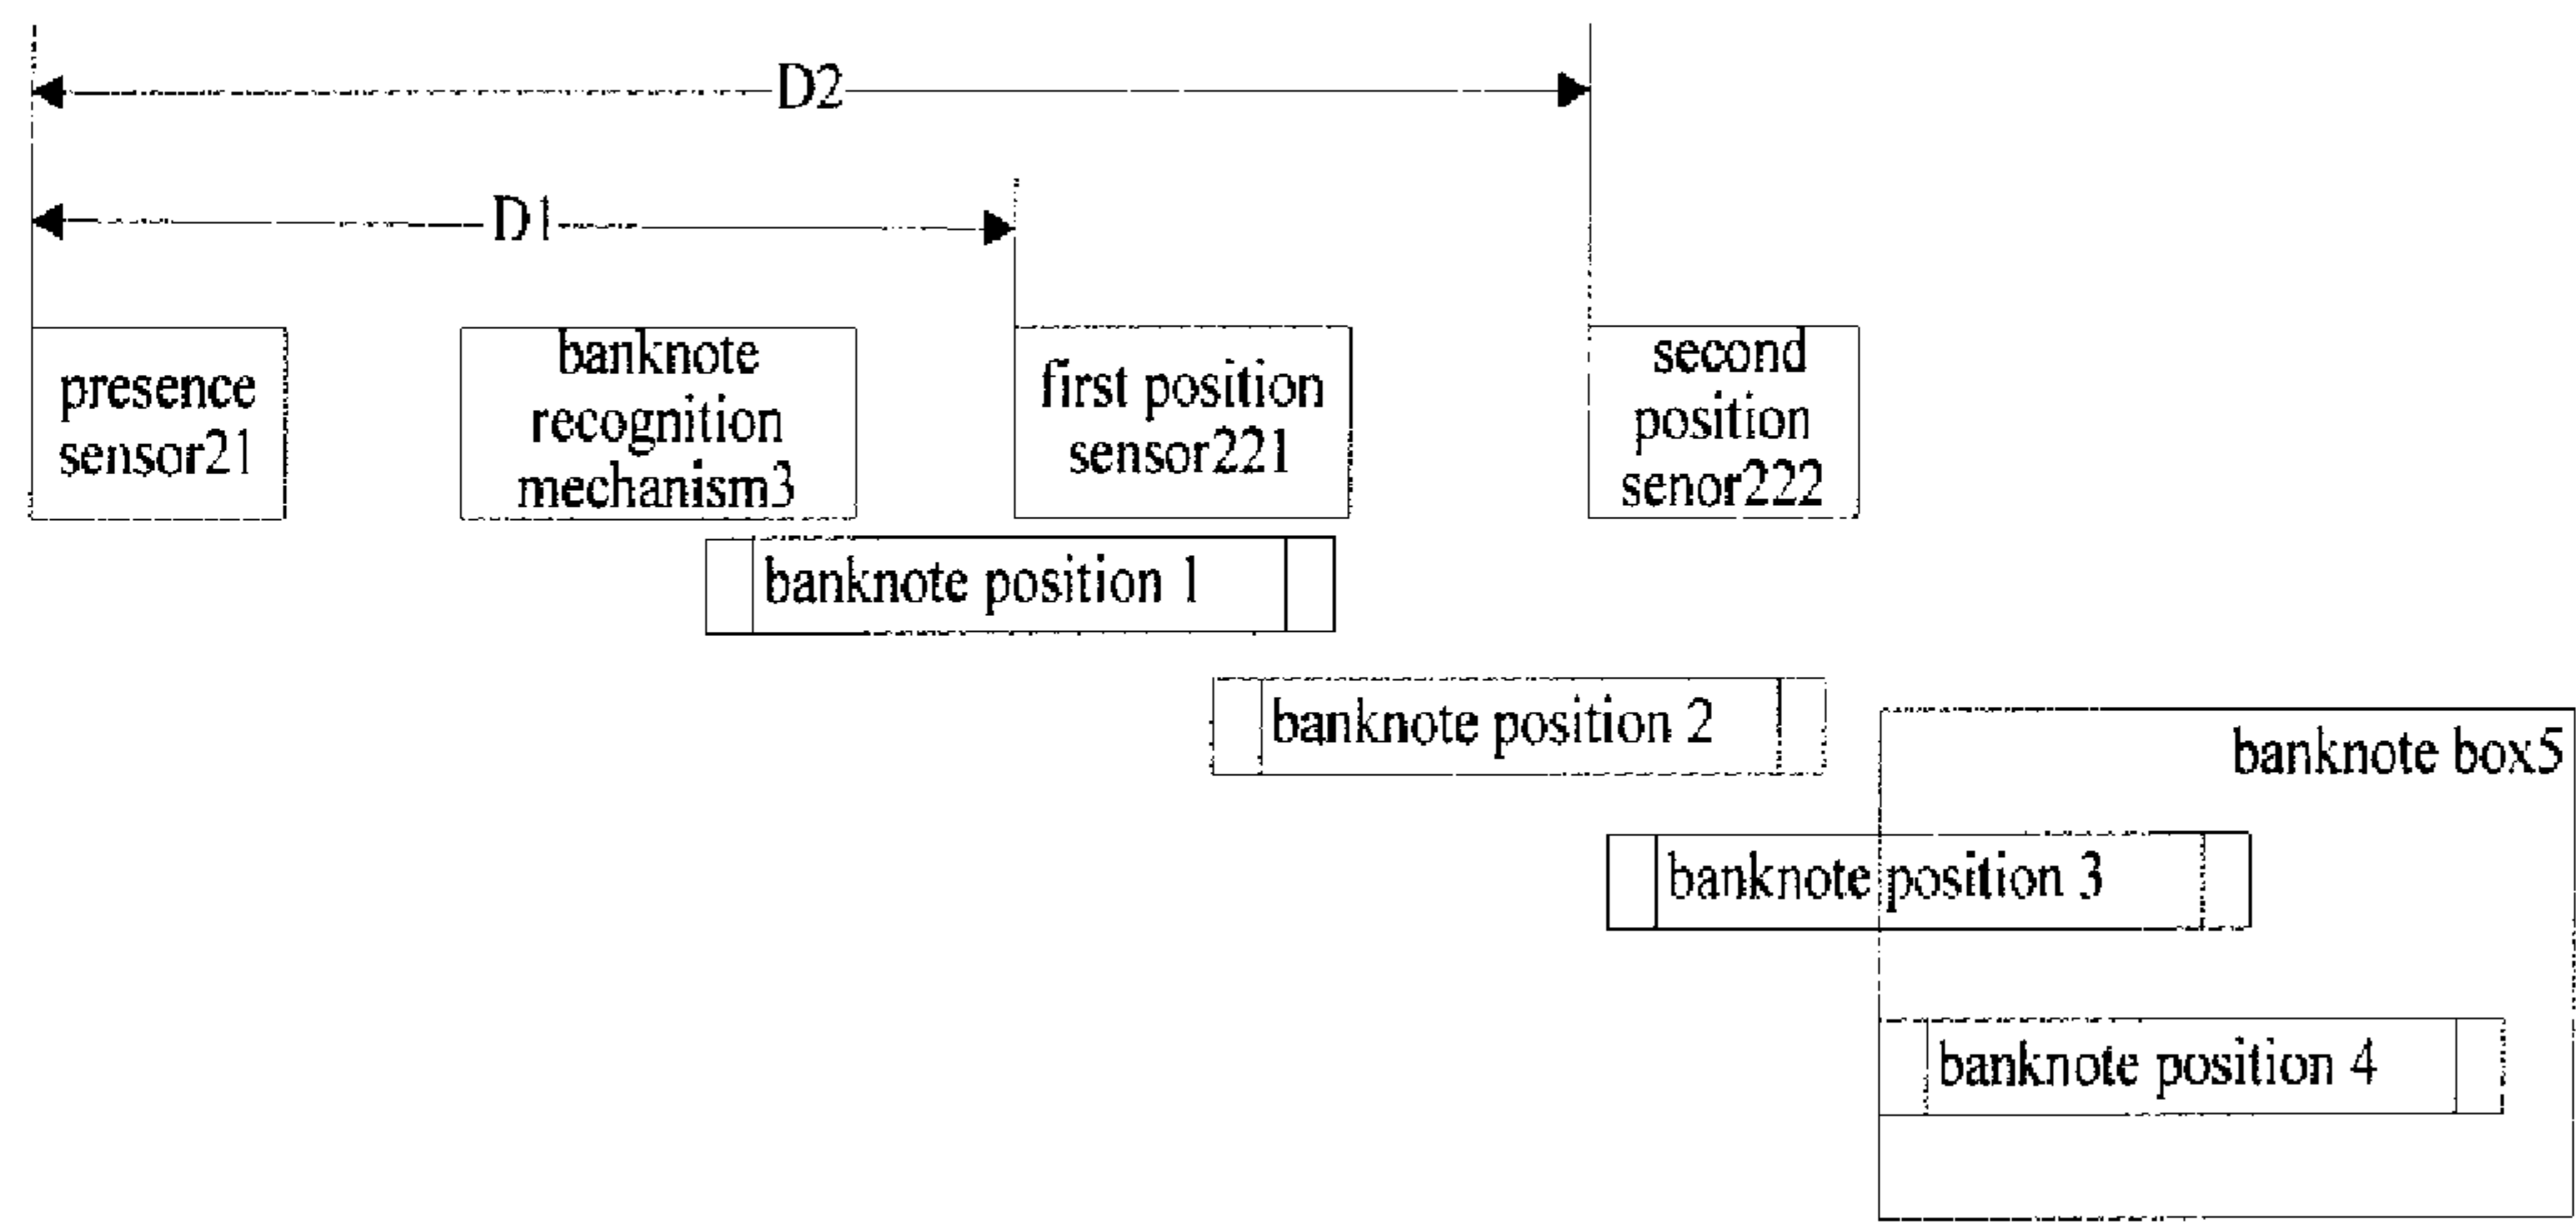 D2
D1
presence
sensor21
banknote
recognition
mechanism3
first position
sensor221
second
position
senor222
banknote position 1
banknote position 2
banknote box5
banknote position 3
banknote position 4